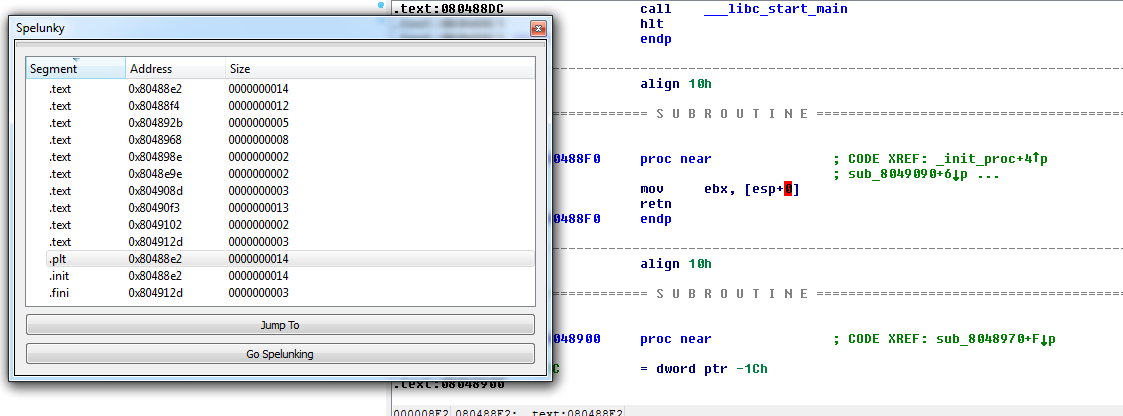 Spelunky
Segment Address Size
.text 0x80488e2 0000000014
.text 0x80488f4 0000000012
.text 0x804892b 0000000005
.text 0x8048968 0000000008
.text 0x804898e 0000000002
.text 0x8048e9e 0000000002
.text 0x804908d 0000000003
.text 0x80490f3 0000000013
.text 0x8049102 0000000002
.text 0x804912d 0000000003
.plt 0x80488e2 0000000014
.init 0x80488e2 0000000014
.fini 0x804912d 0000000003
Jump To
Go Spelunking
.text:080488DC call ___libc_start_main
hlt
endp
align 10h
S U B R O U T I N E
0488F0 proc near ; CODE XREF: _init_proc+4↑p
; sub_8049090+6↓p ...
mov ebx, [esp+0]
retn
0488F0 endp
align 10h
S U B R O U T I N E
048900 proc near ; CODE XREF: sub_8048970+F↓p
C = dword ptr -1Ch
.text:08048900
000008E2 080488E2: .text:080488E2